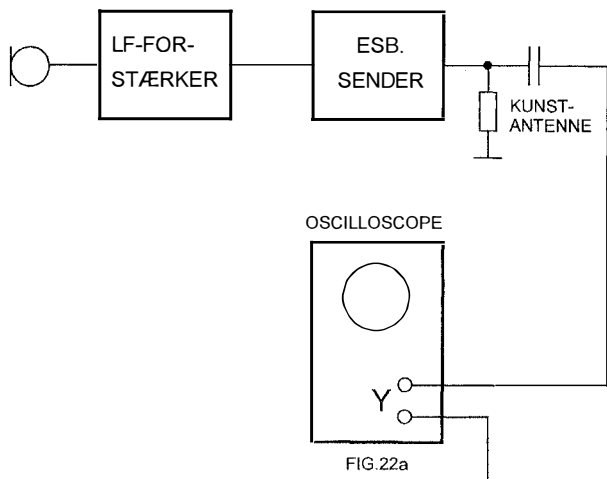 LF-FOR-
STÆRKER
ESB.
SENDER
KUNST-
ANTENNE
OSCILLOSCOPE
Y
FIG.22a